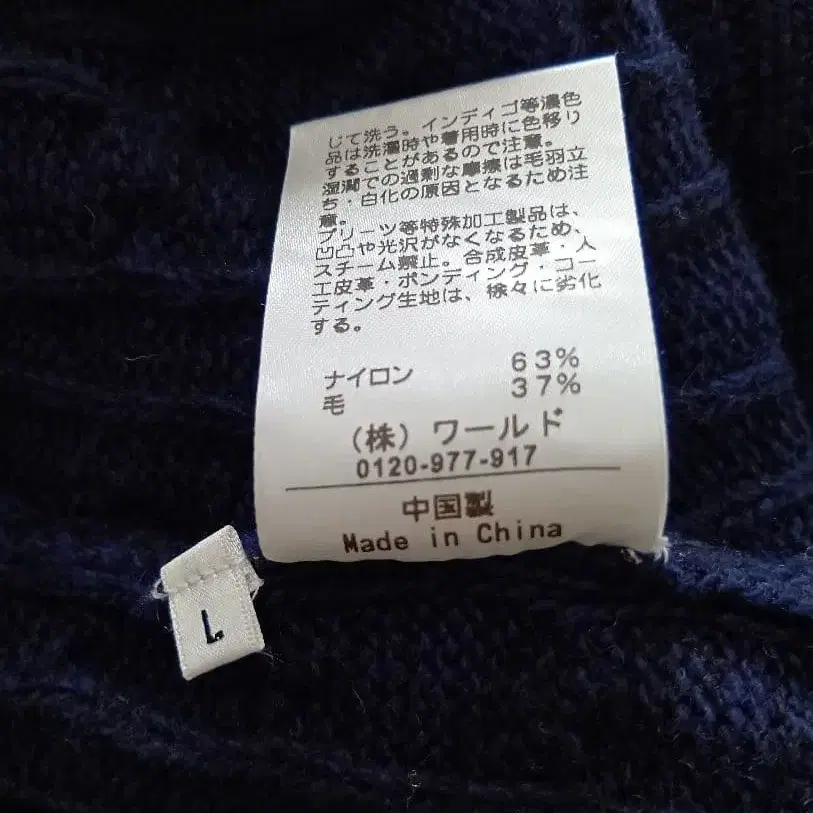 じて洗う。インディゴ等濃色
品は洗濯時や着用時に色移り
することがあるので注意。
湿潤での過剰な摩擦は毛羽立
ち・白化の原因となるため注
意。
プリーツ等特殊加工製品は、
凹凸や光沢がなくなるため、
スチーム禁止。合成皮革・人
工皮革・ボンディング・コー
ティング生地は、徐々に劣化
する。
ナイロン 63%
毛 37%
(株) ワールド
0120-977-917
中国製
Made in China
L